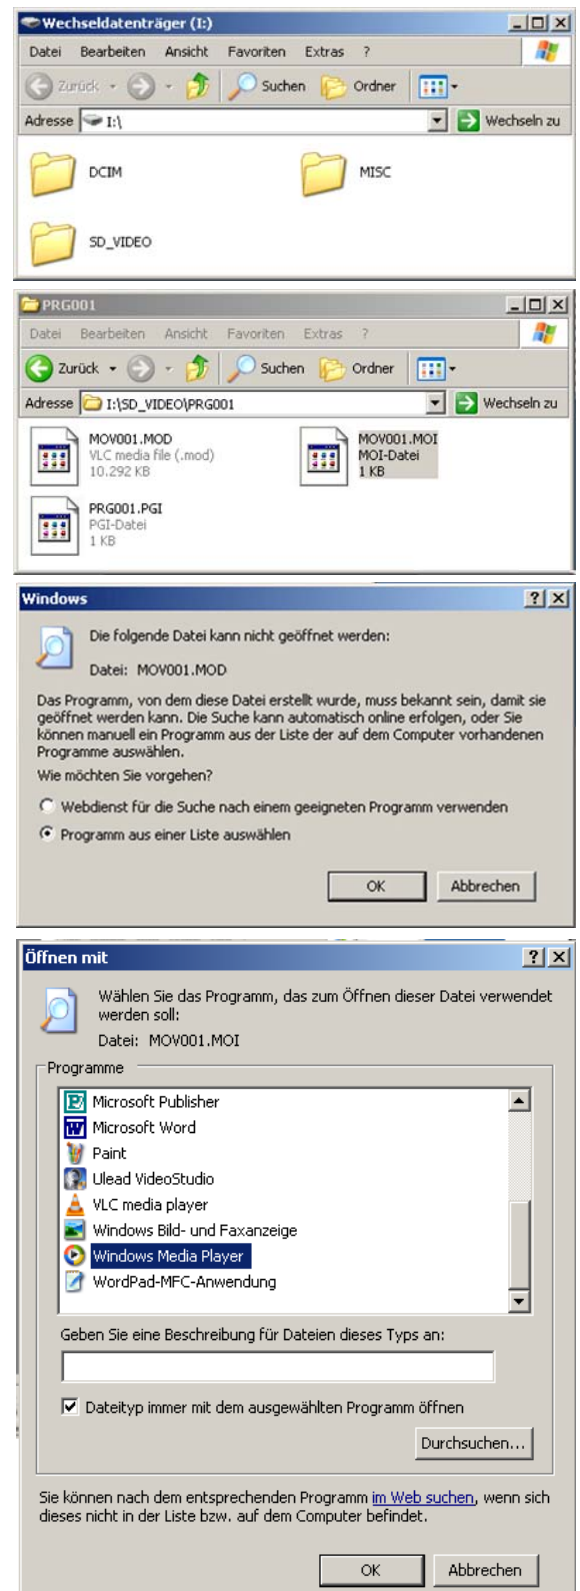 Wechseldatenträger (I:)
Datei Bearbeiten Ansicht Favoriten Extras ?
Zurück Suchen Ordner
Adresse I:\ Wechseln zu
DCIM MISC
SD_VIDEO
PRG001
Datei Bearbeiten Ansicht Favoriten Extras ?
Zurück Suchen Ordner
Adresse I:\SD_VIDEO\PRG001 Wechseln zu
MOV001.MOD MOV001.MOI
VLC media file (.mod) MOI-Datei
10.292 KB 1 KB
PRG001.PGI
PGI-Datei
1 KB
Windows
Die folgende Datei kann nicht geöffnet werden:
Datei: MOV001.MOD
Das Programm, von dem diese Datei erstellt wurde, muss bekannt sein, damit sie
geöffnet werden kann. Die Suche kann automatisch online erfolgen, oder Sie
können manuell ein Programm aus der Liste der auf dem Computer vorhandenen
Programme auswählen.
Wie möchten Sie vorgehen?
Webdienst für die Suche nach einem geeigneten Programm verwenden
Programm aus einer Liste auswählen
OK Abbrechen
Öffnen mit
Wählen Sie das Programm, das zum Öffnen dieser Datei verwendet
werden soll:
Datei: MOV001.MOI
Programme
Microsoft Publisher
Microsoft Word
Paint
Ulead VideoStudio
VLC media player
Windows Bild- und Faxanzeige
Windows Media Player
WordPad-MFC-Anwendung
Geben Sie eine Beschreibung für Dateien dieses Typs an:
Dateityp immer mit dem ausgewählten Programm öffnen
Durchsuchen...
Sie können nach dem entsprechenden Programm im Web suchen, wenn sich
dieses nicht in der Liste bzw. auf dem Computer befindet.
OK Abbrechen